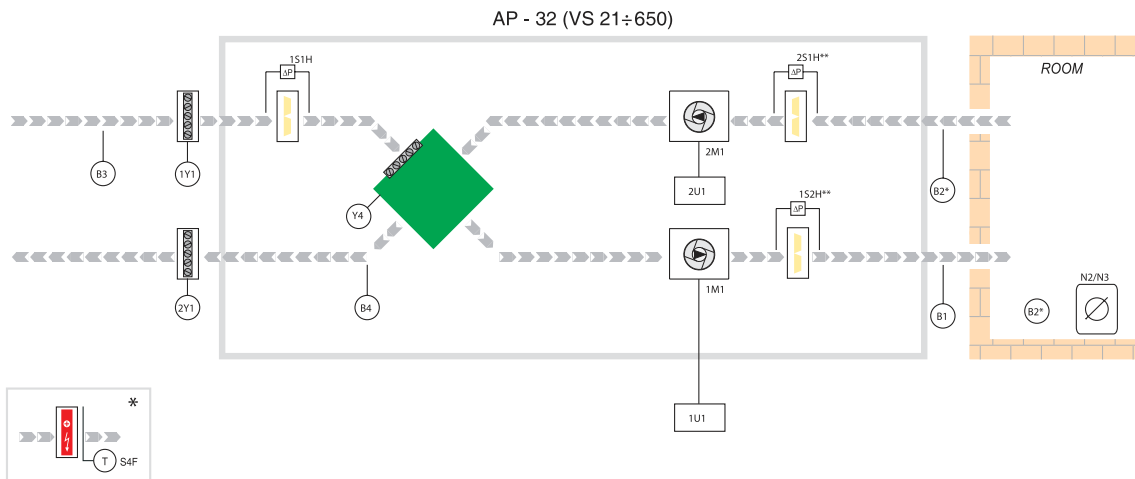 AP - 32 (VS 21÷650)
1S1H
ΔP
2S1H**
ΔP
ROOM
B3
1Y1
2M1
B2*
2U1
Y4
1S2H**
ΔP
2Y1
B4
1M1
B1
B2*
N2/N3
1U1
*
T
S4F